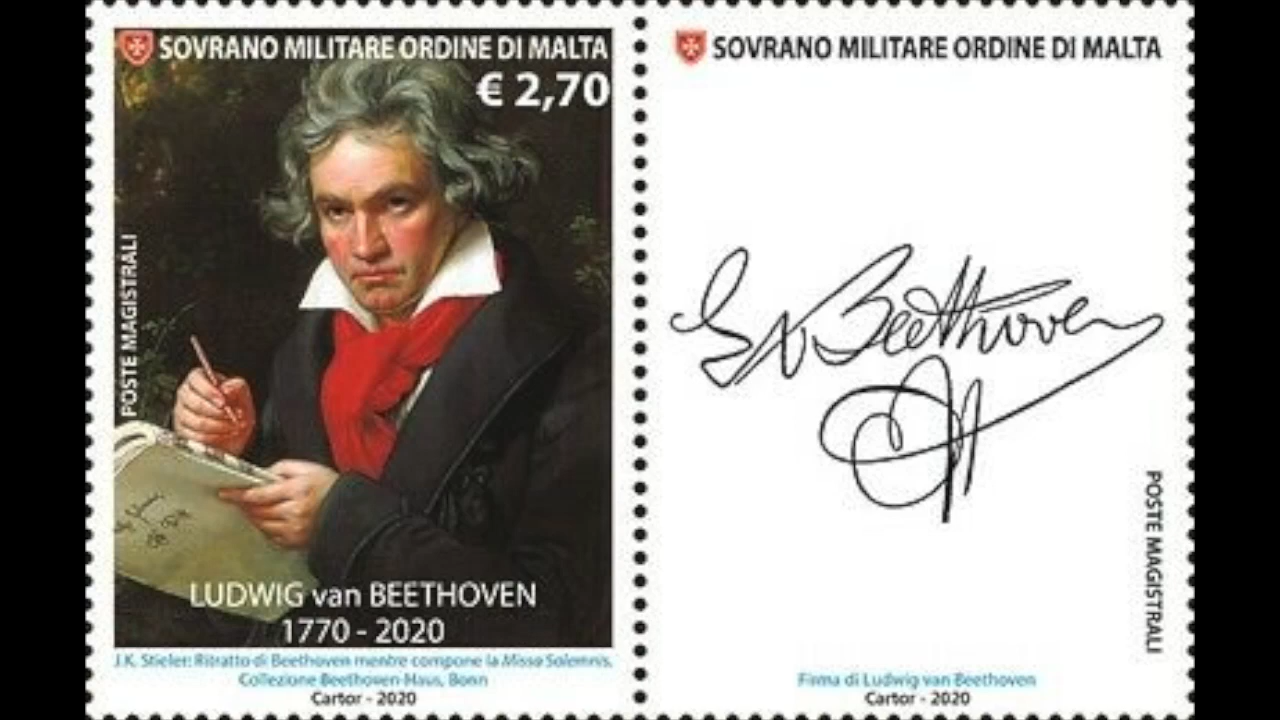 SOVRANO MILITARE ORDINE DI MALTA
€ 2,70
POSTE MAGISTRALI
LUDWIG van BEETHOVEN
1770 - 2020
J.K. Stieler: Ritratto di Beethoven mentre compone la Missa Solemnis,
Collezione Beethoven-Haus, Bonn
Cartor - 2020
SOVRANO MILITARE ORDINE DI MALTA
L v Beethoven
POSTE MAGISTRALI
Firma di Ludwig van Beethoven
Cartor - 2020